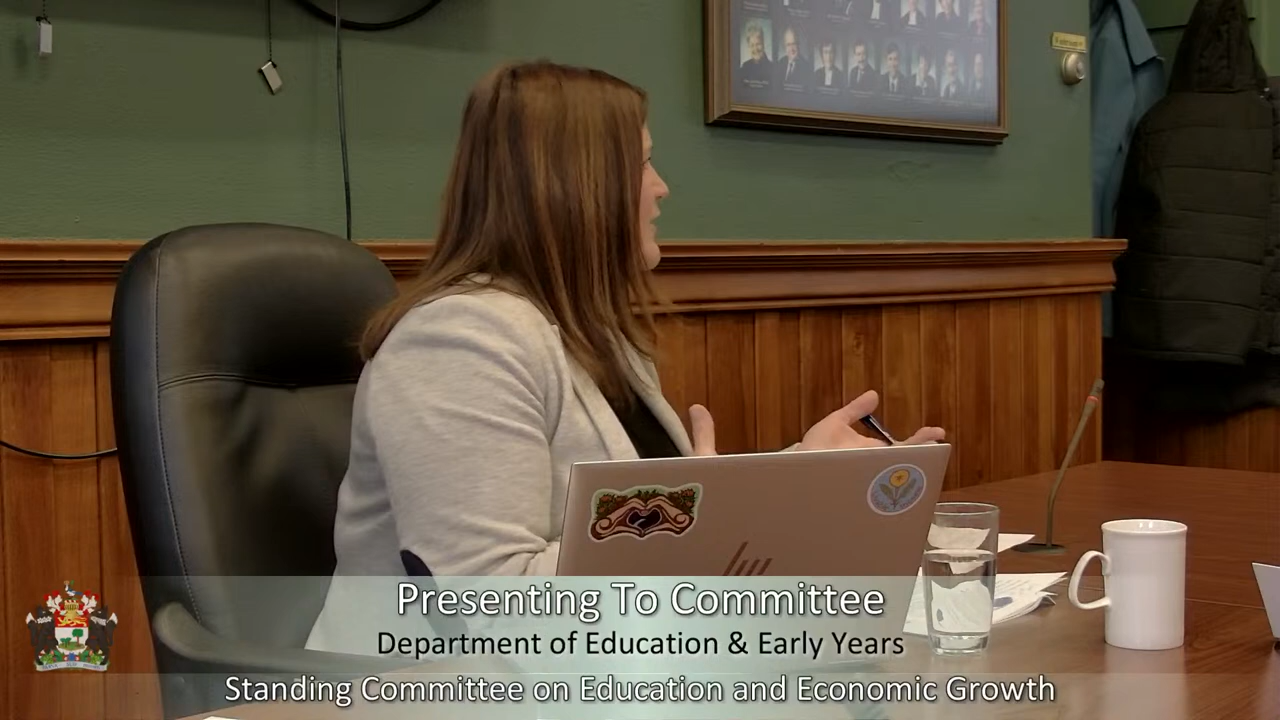 Presenting To Committee
Department of Education & Early Years
Standing Committee on Education and Economic Growth